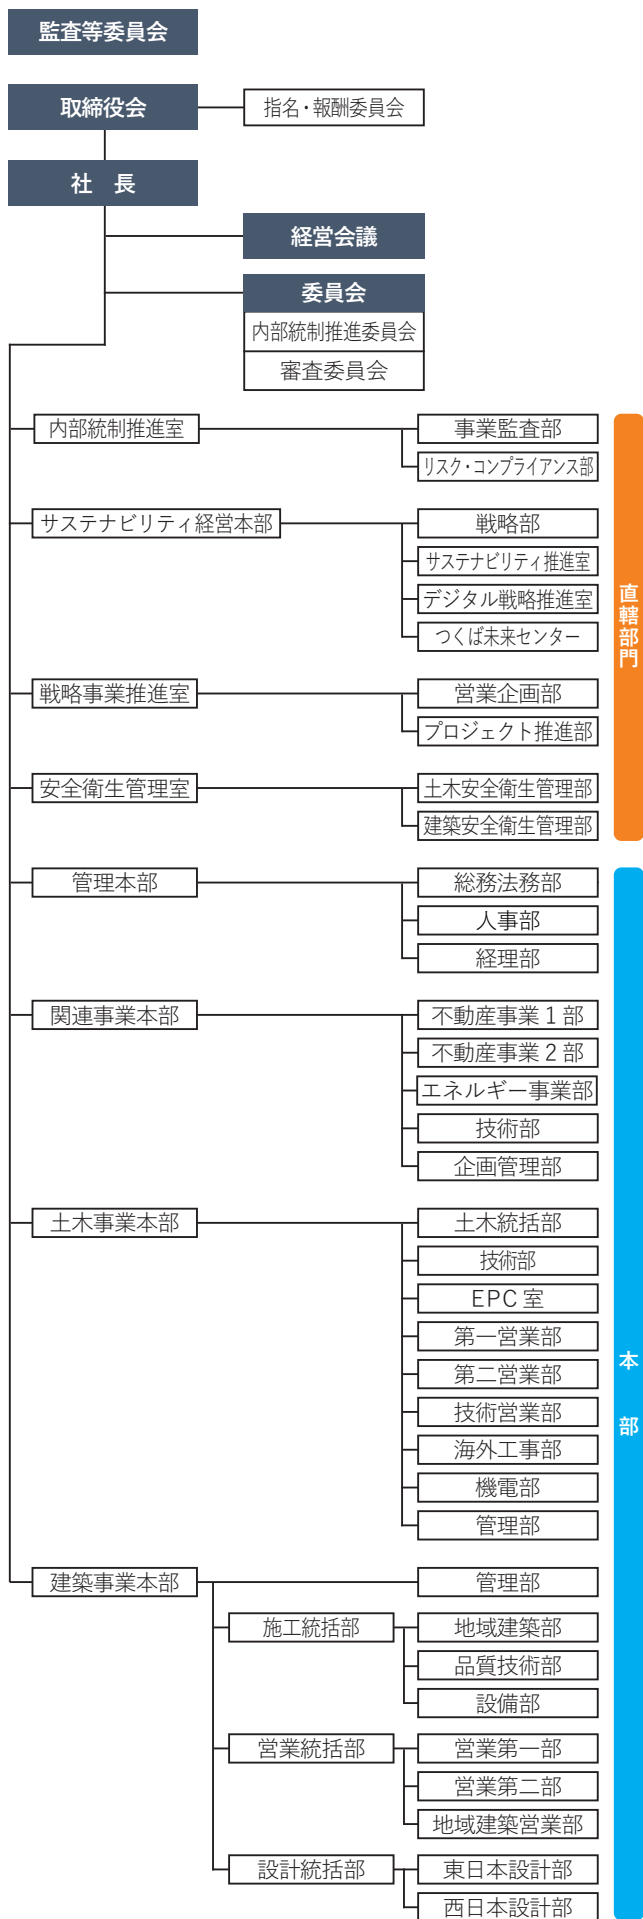 監査等委員会
取締役会
指名・報酬委員会
社　長
経営会議
委員会
内部統制推進委員会
審査委員会
内部統制推進室
事業監査部
リスク・コンプライアンス部
サステナビリティ経営本部
戦略部
サステナビリティ推進室
デジタル戦略推進室
つくば未来センター
戦略事業推進室
営業企画部
プロジェクト推進部
安全衛生管理室
土木安全衛生管理部
建築安全衛生管理部
直轄部門
管理本部
総務法務部
人事部
経理部
関連事業本部
不動産事業1部
不動産事業2部
エネルギー事業部
技術部
企画管理部
土木事業本部
土木統括部
技術部
EPC室
第一営業部
第二営業部
技術営業部
海外工事部
機電部
管理部
建築事業本部
管理部
施工統括部
地域建築部
品質技術部
設備部
営業統括部
営業第一部
営業第二部
地域建築営業部
設計統括部
東日本設計部
西日本設計部
本　部